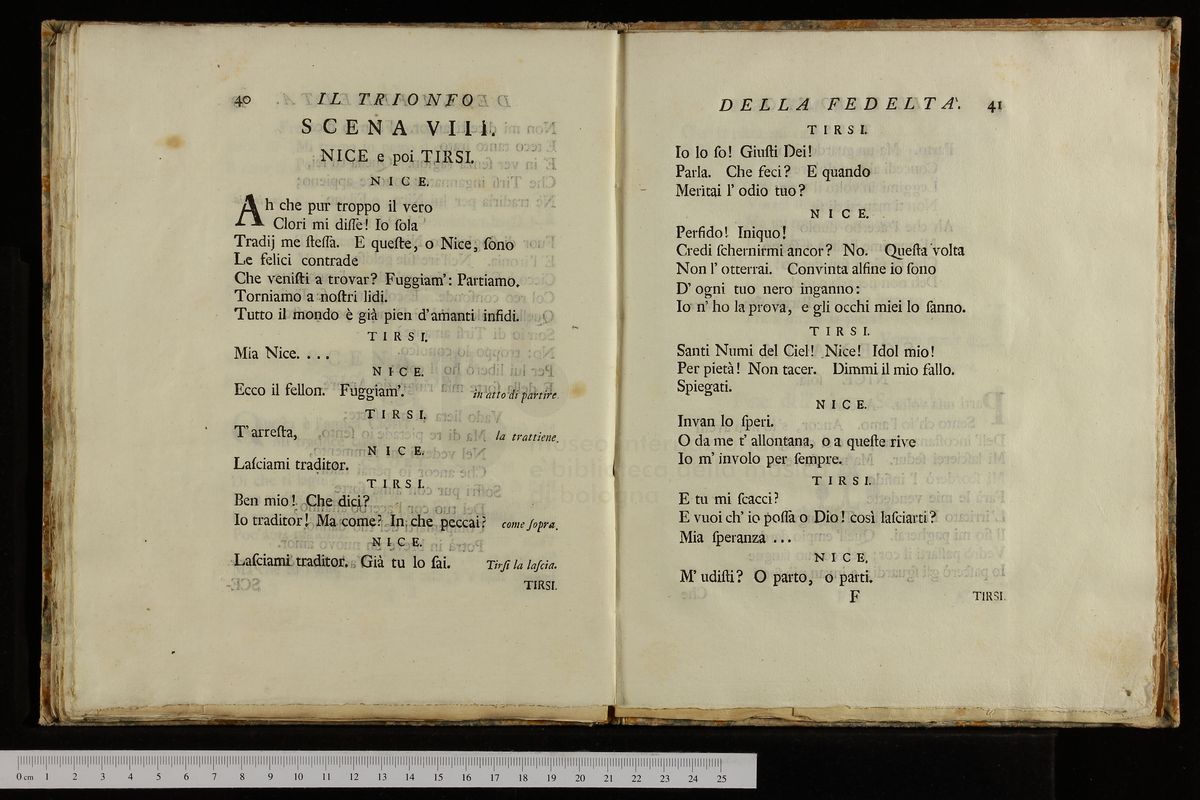 40 IL TRIONFO
SCENA VIII.
NICE e poi TIRSI.
NICE.
Ah che pur troppo il vero
Clori mi diſſe! Io ſola
Tradij me ſteſſa. E queſte, o Nice, ſono
Le felici contrade
Che veniſti a trovar? Fuggiam': Partiamo.
Torniamo a noſtri lidi.
Tutto il mondo è già pien d'amanti infidi.
TIRSI.
Mia Nice. . . .
NICE.
Ecco il fellon. Fuggiam'. in atto di partire.
TIRSI.
T'arreſta, la trattiene.
NICE.
Laſciami traditor.
TIRSI.
Ben mio! Che dici?
Io traditor! Ma come? In che peccai? come ſopra.
NICE.
Laſciami traditor. Già tu lo ſai. Tirſi la laſcia.
TIRSI.
DELLA FEDELTA'. 41
TIRSI.
Io lo ſo! Giuſti Dei!
Parla. Che feci? E quando
Meritai l' odio tuo?
NICE.
Perfido! Iniquo!
Credi ſchernirmi ancor? No. Queſta volta
Non l' otterrai. Convinta alfine io ſono
D' ogni tuo nero inganno:
Io n' ho la prova, e gli occhi miei lo ſanno.
TIRSI.
Santi Numi del Ciel! Nice! Idol mio!
Per pietà! Non tacer. Dimmi il mio fallo.
Spiegati.
NICE.
Invan lo ſperi.
O da me t' allontana, o a queſte rive
Io m' involo per ſempre.
TIRSI.
E tu mi ſcacci?
E vuoi ch' io poſſa o Dio! così laſciarti?
Mia ſperanza ...
NICE.
M' udiſti? O parto, o parti.
F TIRSI.
0 cm 1 2 3 4 5 6 7 8 9 10 11 12 13 14 15 16 17 18 19 20 21 22 23 24 25